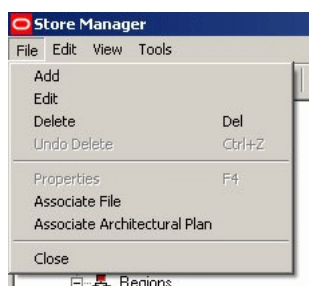 Store Manager
File Edit View Tools
Add
Edit
Delete Del
Undo Delete Ctrl+Z
Properties F4
Associate File
Associate Architectural Plan
Close
Regions